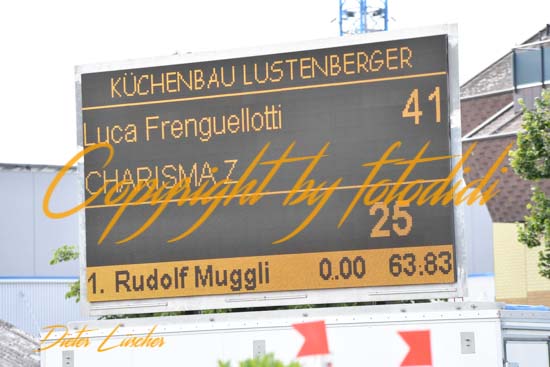 KÜCHENBAU LUSTENBERGER
Luca Frenguellotti 41
CHARISMA Z
Copyright by fotodidi
25
1. Rudolf Muggli 0.00 63:83
Dieter Lüscher